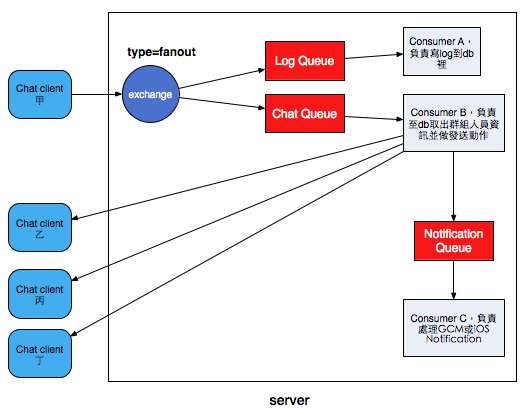 type=fanout
Chat client
甲
exchange
Log Queue
Chat Queue
Consumer A，
負責寫log到db
裡
Consumer B，負責
至db取出群組人員資
訊並做發送動作
Chat client
乙
Chat client
丙
Chat client
丁
Notification
Queue
Consumer C，負責
處理GCM或iOS
Notification
server